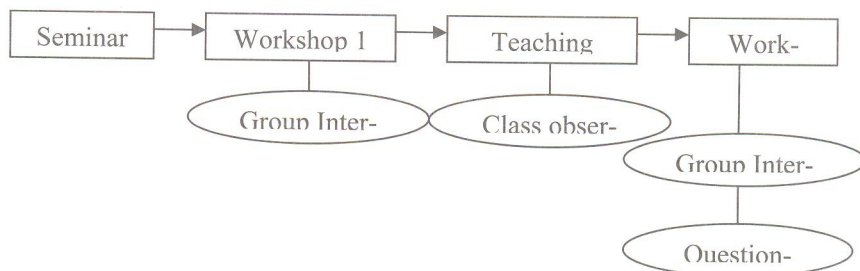 Seminar
Workshop 1
Teaching
Work-
Group Inter-
Class obser-
Group Inter-
Question-